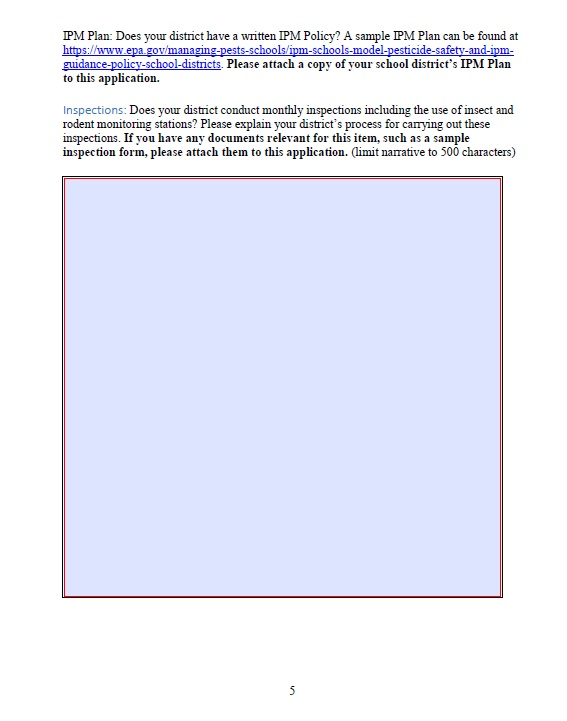 IPM Plan: Does your district have a written IPM Policy? A sample IPM Plan can be found at
https://www.epa.gov/managing-pests-schools/ipm-schools-model-pesticide-safety-and-ipm-
guidance-policy-school-districts. Please attach a copy of your school district's IPM Plan
to this application.
Inspections: Does your district conduct monthly inspections including the use of insect and
rodent monitoring stations? Please explain your district's process for carrying out these
inspections. If you have any documents relevant for this item, such as a sample
inspection form, please attach them to this application. (limit narrative to 500 characters)
5